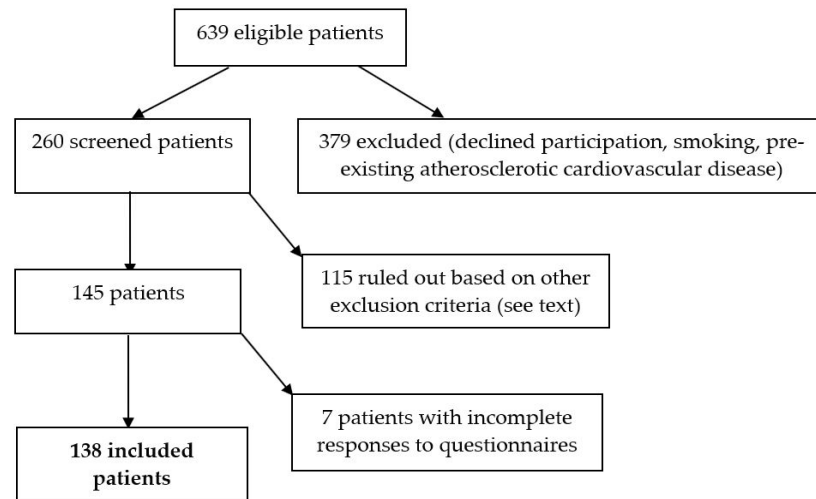 639 eligible patients
260 screened patients
379 excluded (declined participation, smoking, pre-
existing atherosclerotic cardiovascular disease)
115 ruled out based on other
exclusion criteria (see text)
145 patients
7 patients with incomplete
responses to questionnaires
138 included
patients